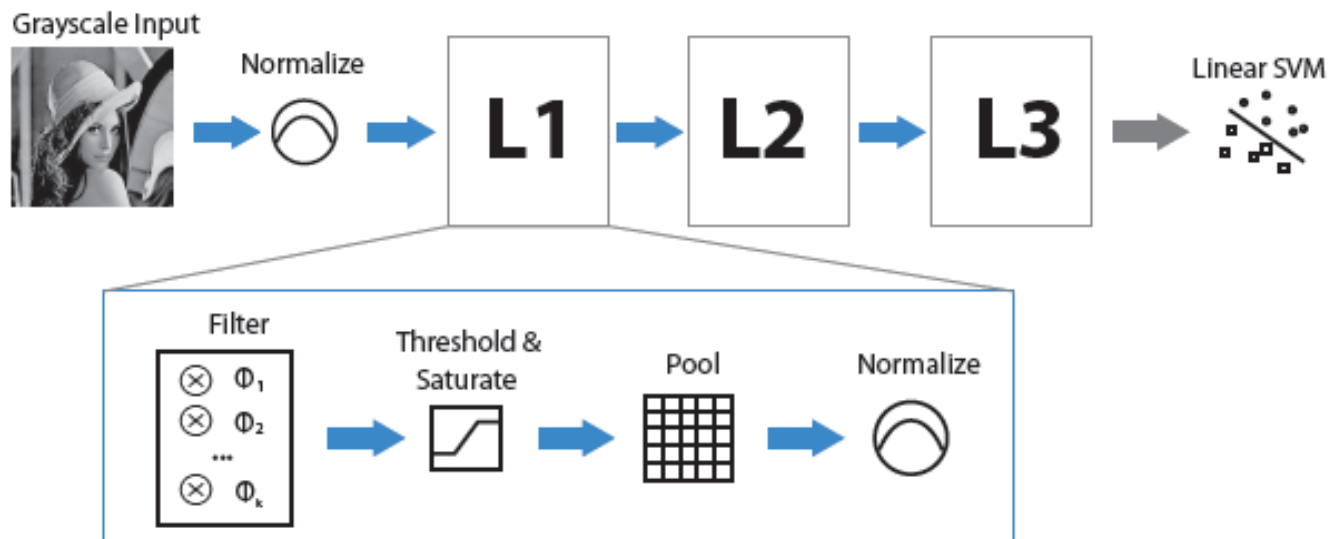 Grayscale Input
Normalize
L1
L2
L3
Linear SVM
Filter
Φ1
Φ2
...
Φk
Threshold &
Saturate
Pool
Normalize